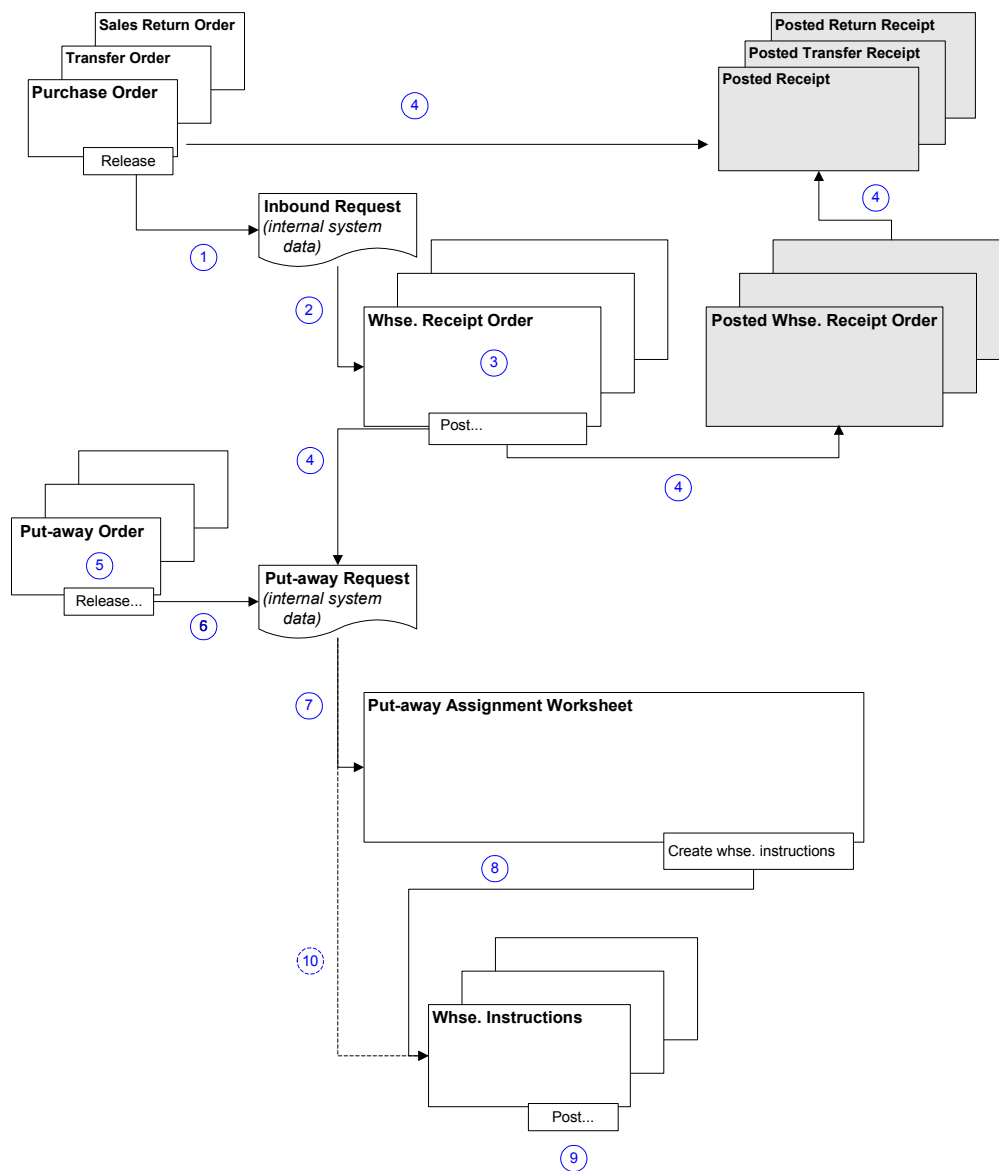 Sales Return Order
Transfer Order
Purchase Order
Release
4
Posted Return Receipt
Posted Transfer Receipt
Posted Receipt
4
1
Inbound Request
(internal system
data)
2
Whse. Receipt Order
3
Post...
Posted Whse. Receipt Order
4
4
Put-away Order
5
Release...
6
Put-away Request
(internal system
data)
7
Put-away Assignment Worksheet
Create whse. instructions
8
10
Whse. Instructions
Post...
9